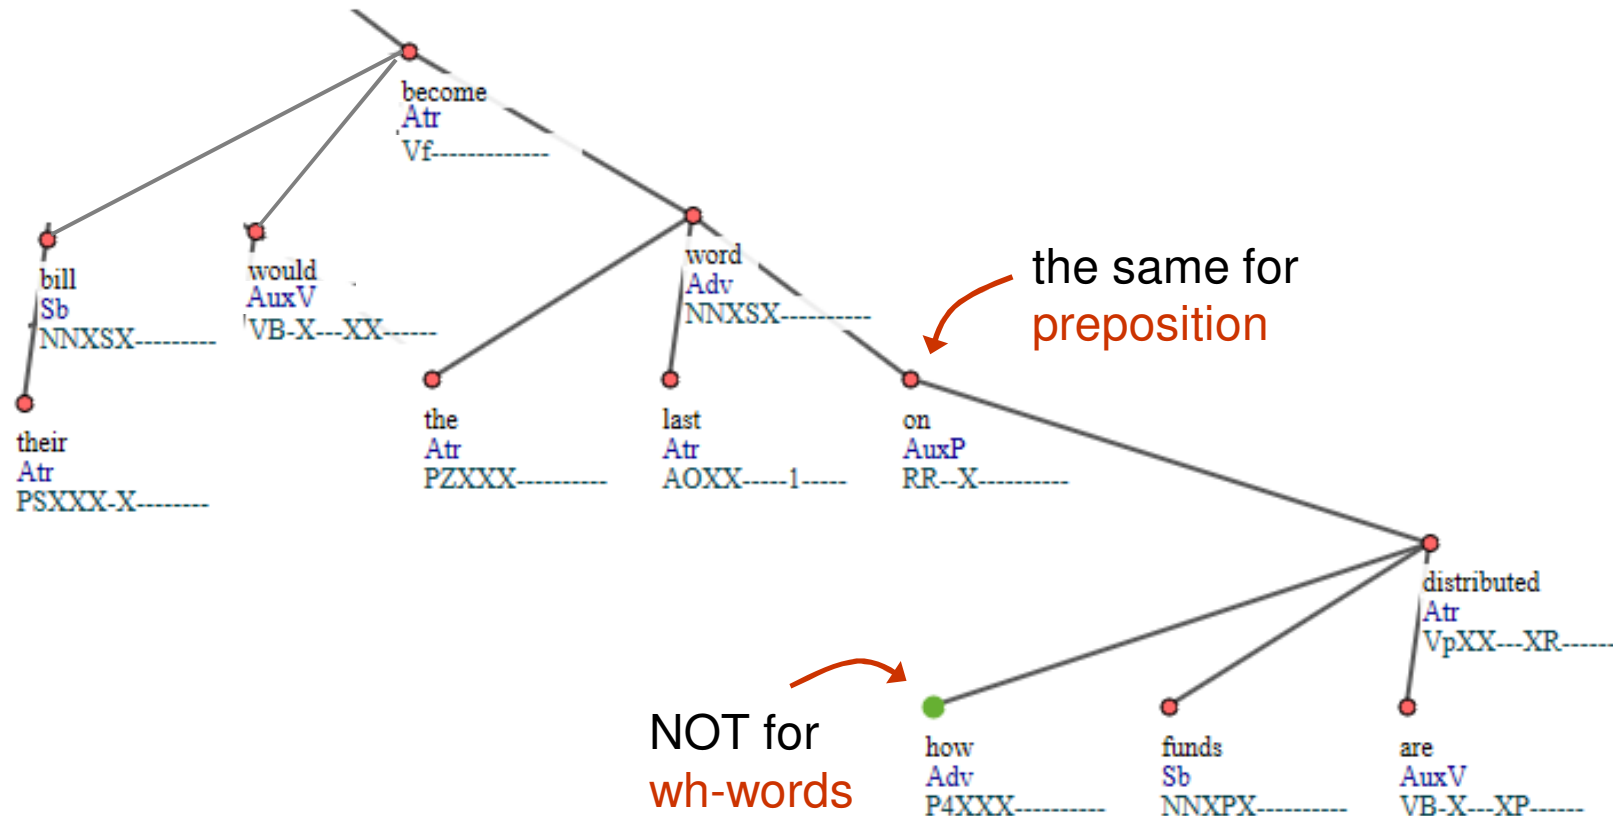 become
Atr
Vf-------------
bill
Sb
NNXSX---------
would
AuxV
VB-X---XX------
word
Adv
NNXSX----------
the same for
preposition
their
Atr
PSXXX-X--------
the
Atr
PZXXX----------
last
Atr
AOXX-----1-----
on
AuxP
RR--X----------
distributed
Atr
VpXX---XR------
NOT for
wh-words
how
Adv
P4XXX----------
funds
Sb
NNXPX----------
are
AuxV
VB-X---XP------